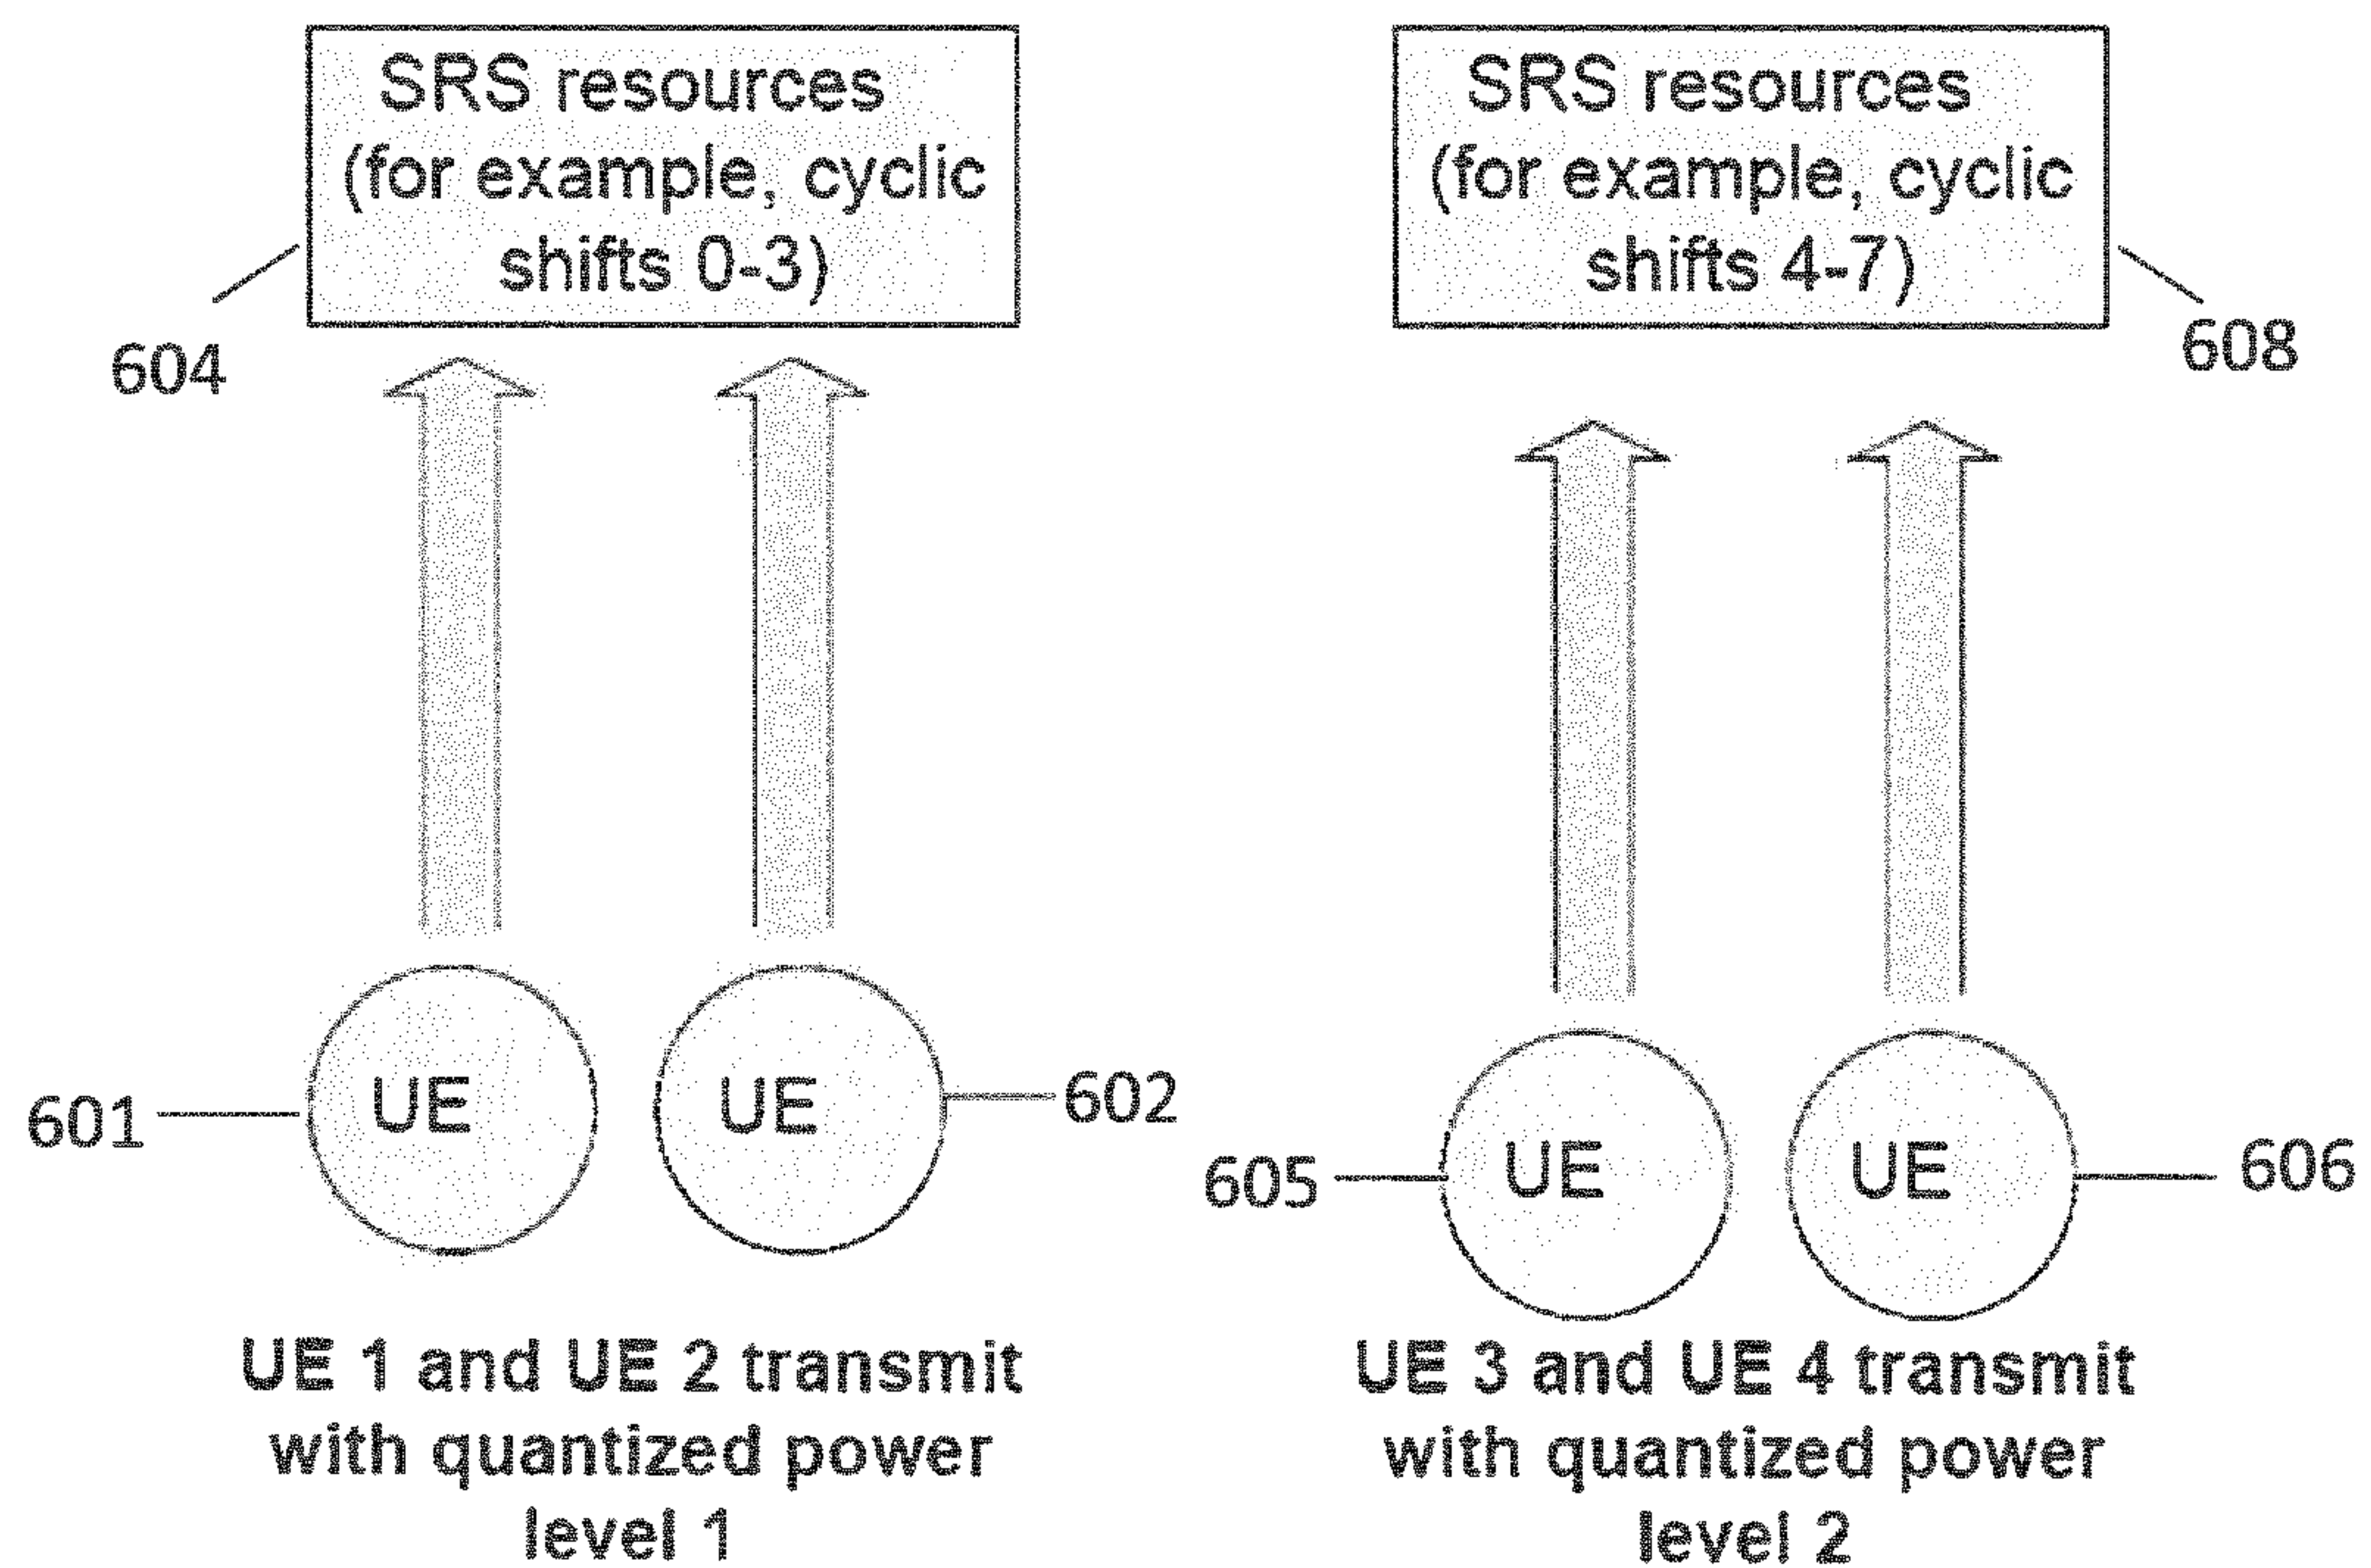 SRS resources
(for example, cyclic
shifts 0-3)
604
SRS resources
(for example, cyclic
shifts 4-7)
608
UE
UE
601
602
UE 1 and UE 2 transmit
with quantized power
level 1
UE
UE
605
606
UE 3 and UE 4 transmit
with quantized power
level 2